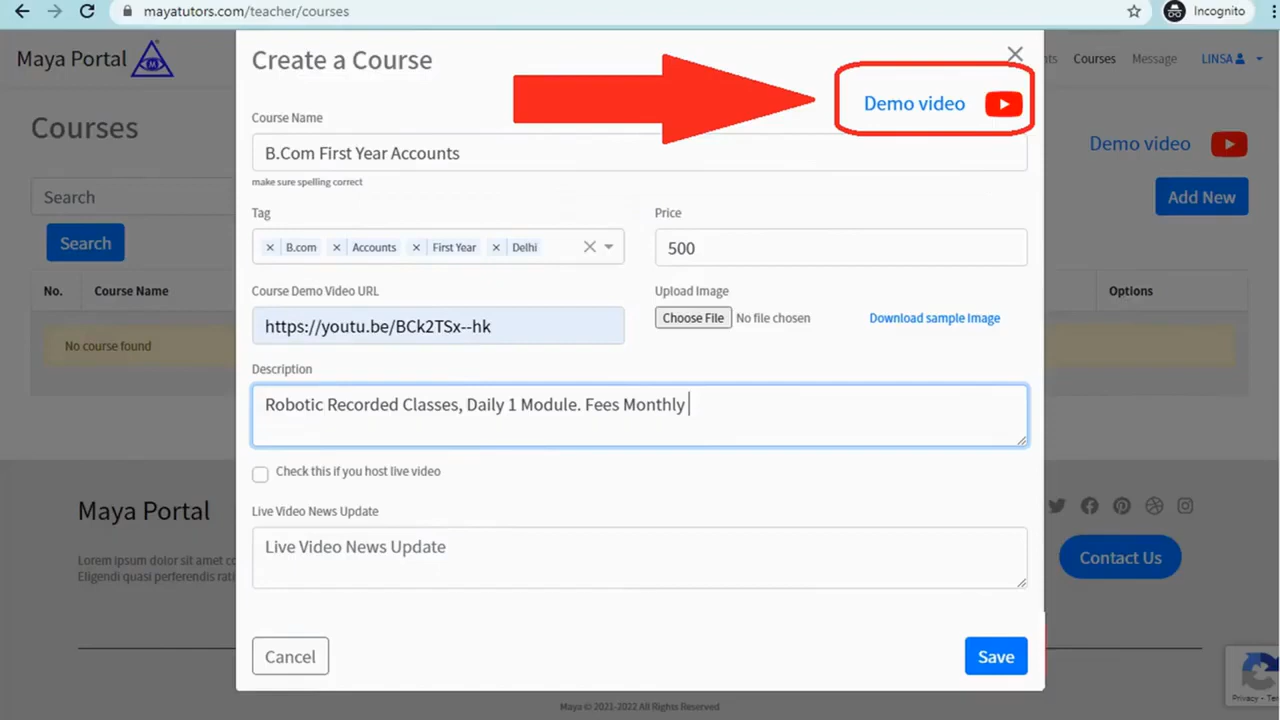 mayatutors.com/teacher/courses
Incognito
Maya Portal
M
Create a Course
nts Courses Message LINSA
Demo video
Courses
Course Name
Demo video
B.Com First Year Accounts
make sure spelling correct
Search
Add New
Tag
Price
× B.com × Accounts × First Year × Delhi
500
Search
No. Course Name
Course Demo Video URL
Upload Image
Options
https://youtu.be/BCk2TSx--hk
Choose File No file chosen
Download sample Image
No course found
Description
Robotic Recorded Classes, Daily 1 Module. Fees Monthly
Check this if you host live video
Maya Portal
Live Video News Update
Live Video News Update
Lorem ipsum dolor sit amet co
Eligendi quasi perferendis rati
Contact Us
Cancel
Save
Privacy - Ter
Maya © 2021-2022 All Rights Reserved